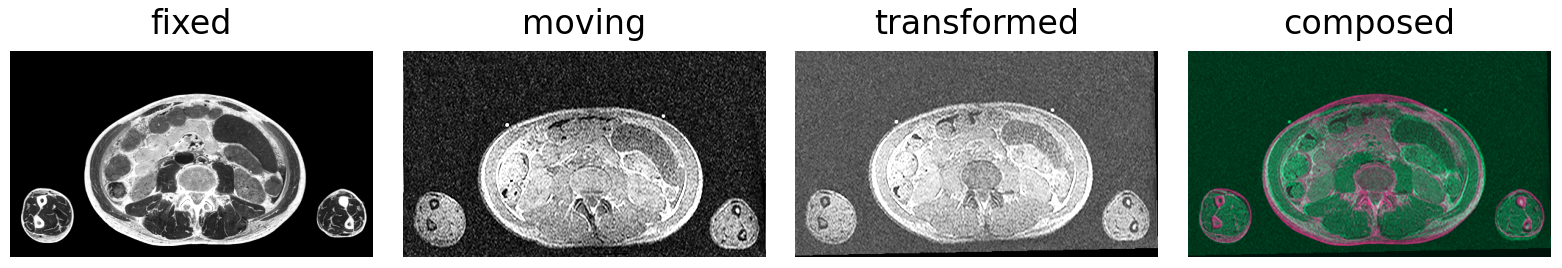 fixed
moving
transformed
composed